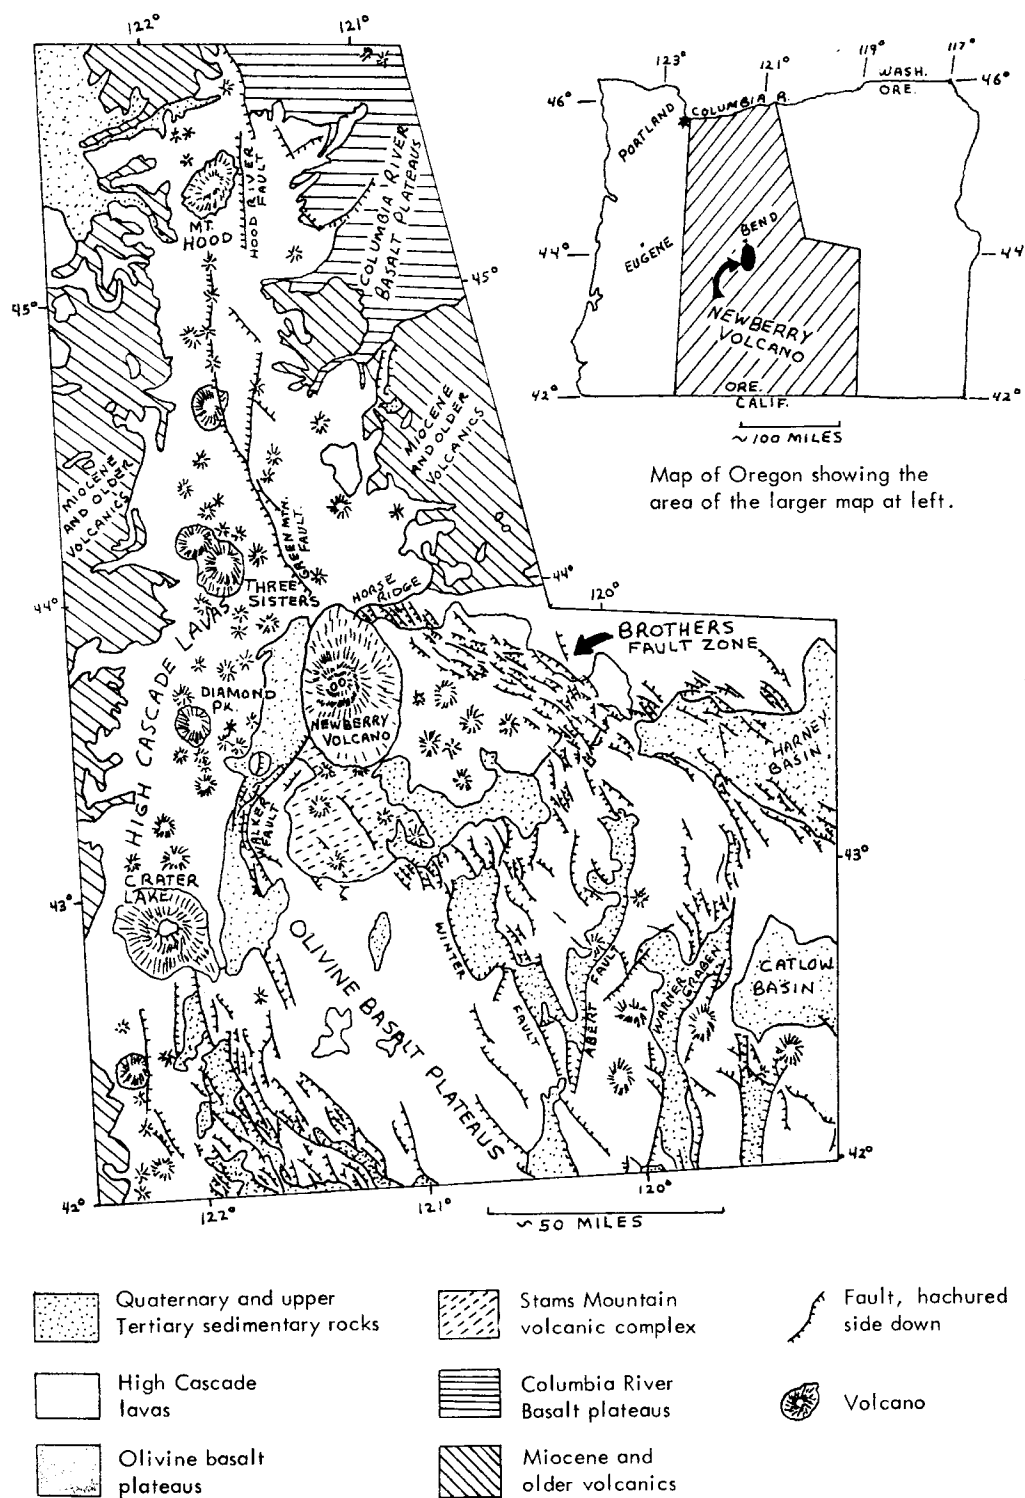 122°
121°
HOOD RIVER
FAULT
MT.
HOOD
COLUMBIA RIVER
BASALT PLATEAUS
45°
45°
MIOCENE
AND OLDER
VOLCANICS
MIOCENE
AND OLDER
VOLCANICS
GREEN MTN.
FAULT
THREE
SISTERS
HORSE
RIDGE
44°
44°
120°
BROTHERS
FAULT ZONE
HIGH CASCADE LAVAS
DIAMOND
PK.
NEWBERRY
VOLCANO
HARNEY
BASIN
WALKER
FAULT
CRATER
LAKE
43°
43°
OLIVINE BASALT PLATEAUS
WINTER
FAULT
ABERT FAULT
WARNER
GRABEN
CATLOW
BASIN
42°
42°
122°
121°
120°
~50 MILES
123°
121°
119°
117°
46°
46°
WASH.
ORE.
COLUMBIA R.
PORTLAND
BEND
EUGENE
44°
44°
NEWBERRY
VOLCANO
42°
42°
ORE.
CALIF.
~100 MILES
Map of Oregon showing the
area of the larger map at left.
Quaternary and upper
Tertiary sedimentary rocks
High Cascade
lavas
Olivine basalt
plateaus
Stams Mountain
volcanic complex
Columbia River
Basalt plateaus
Miocene and
older volcanics
Fault, hachured
side down
Volcano